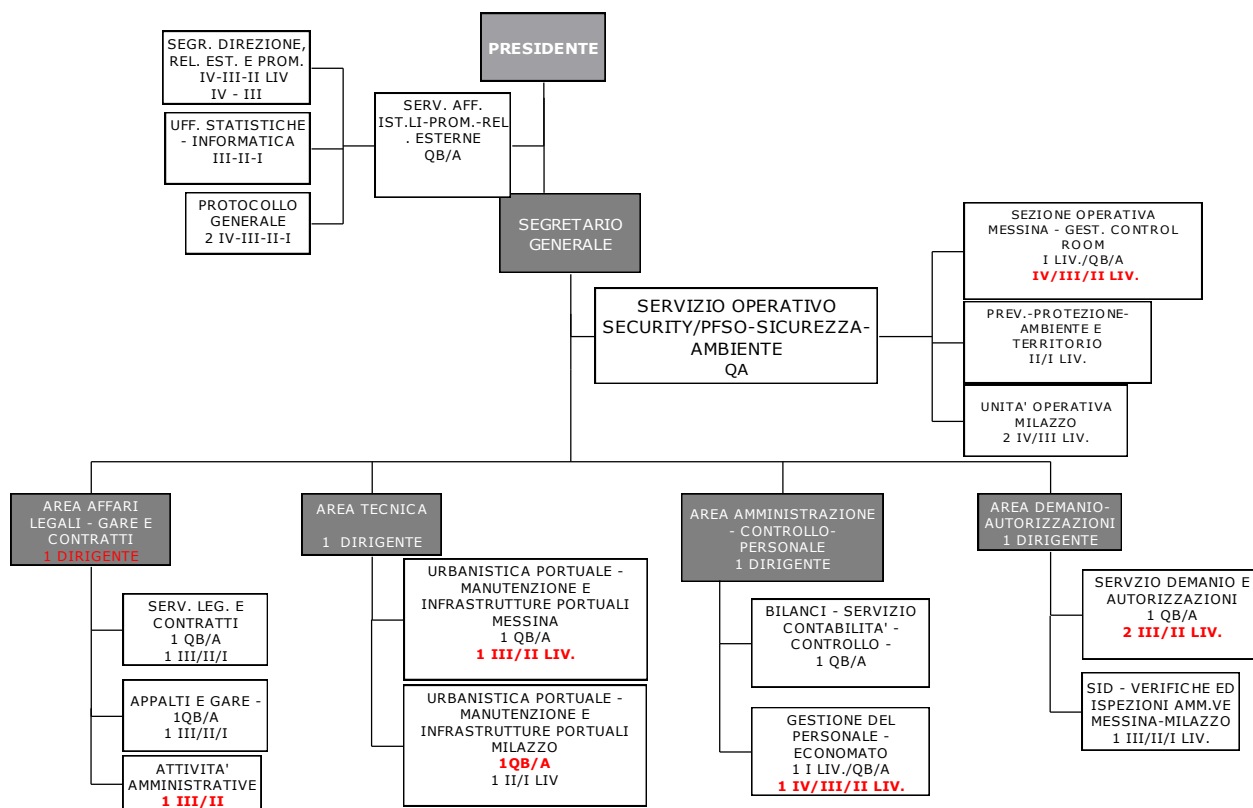 PRESIDENTE
SEGR. DIREZIONE,
REL. EST. E PROM.
IV-III-II LIV
IV - III
UFF. STATISTICHE
- INFORMATICA
III-II-I
PROTOCOLLO
GENERALE
2 IV-III-II-I
SERV. AFF.
IST.LI-PROM.-REL
. ESTERNE
QB/A
SEGRETARIO
GENERALE
SERVIZIO OPERATIVO
SECURITY/PFSO-SICUREZZA-
AMBIENTE
QA
SEZIONE OPERATIVA
MESSINA - GEST. CONTROL
ROOM
I LIV./QB/A
IV/III/II LIV.
PREV.-PROTEZIONE-
AMBIENTE E
TERRITORIO
II/I LIV.
UNITA' OPERATIVA
MILAZZO
2 IV/III LIV.
AREA AFFARI
LEGALI - GARE E
CONTRATTI
1 DIRIGENTE
SERV. LEG. E
CONTRATTI
1 QB/A
1 III/II/I
APPALTI E GARE -
1QB/A
1 III/II/I
ATTIVITA'
AMMINISTRATIVE
1 III/II
AREA TECNICA
1 DIRIGENTE
URBANISTICA PORTUALE -
MANUTENZIONE E
INFRASTRUTTURE PORTUALI
MESSINA
1 QB/A
1 III/II LIV.
URBANISTICA PORTUALE -
MANUTENZIONE E
INFRASTRUTTURE PORTUALI
MILAZZO
1QB/A
1 II/I LIV
AREA AMMINISTRAZIONE
- CONTROLLO-
PERSONALE
1 DIRIGENTE
BILANCI - SERVIZIO
CONTABILITA' -
CONTROLLO -
1 QB/A
GESTIONE DEL
PERSONALE -
ECONOMATO
1 I LIV./QB/A
1 IV/III/II LIV.
AREA DEMANIO-
AUTORIZZAZIONI
1 DIRIGENTE
SERVZIO DEMANIO E
AUTORIZZAZIONI
1 QB/A
2 III/II LIV.
SID - VERIFICHE ED
ISPEZIONI AMM.VE
MESSINA-MILAZZO
1 III/II/I LIV.